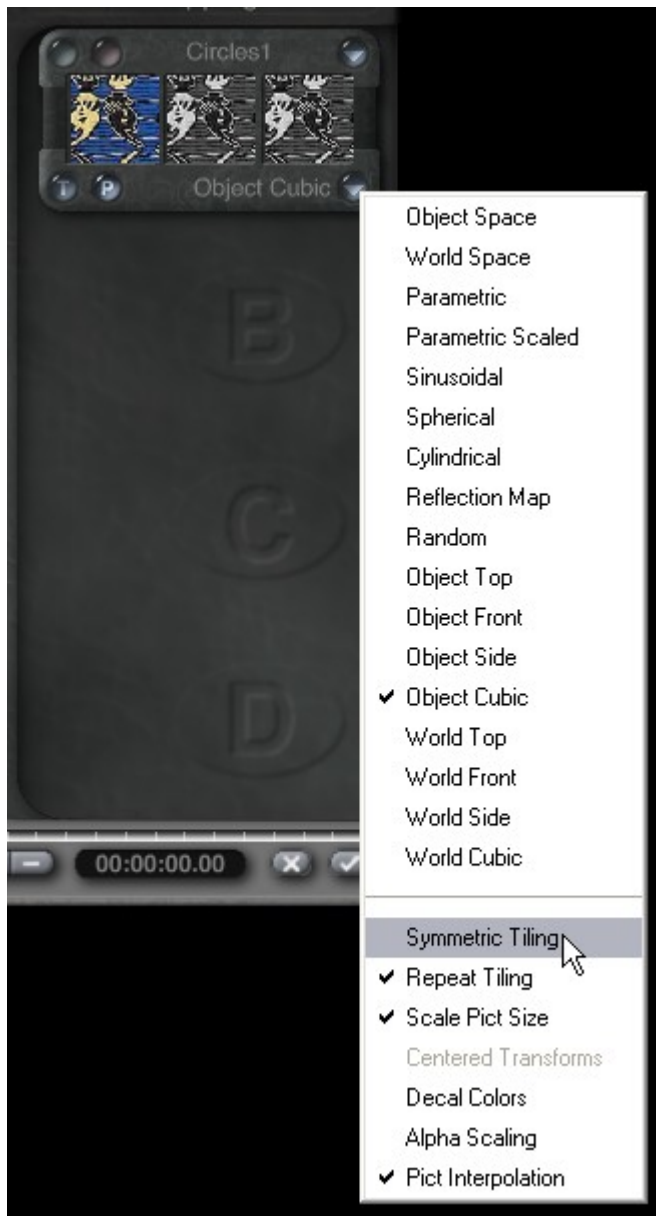 Circles1
T P Object Cubic
B
C
D
00:00:00.00
Object Space
World Space
Parametric
Parametric Scaled
Sinusoidal
Spherical
Cylindrical
Reflection Map
Random
Object Top
Object Front
Object Side
Object Cubic
World Top
World Front
World Side
World Cubic
Symmetric Tiling
Repeat Tiling
Scale Pict Size
Centered Transforms
Decal Colors
Alpha Scaling
Pict Interpolation